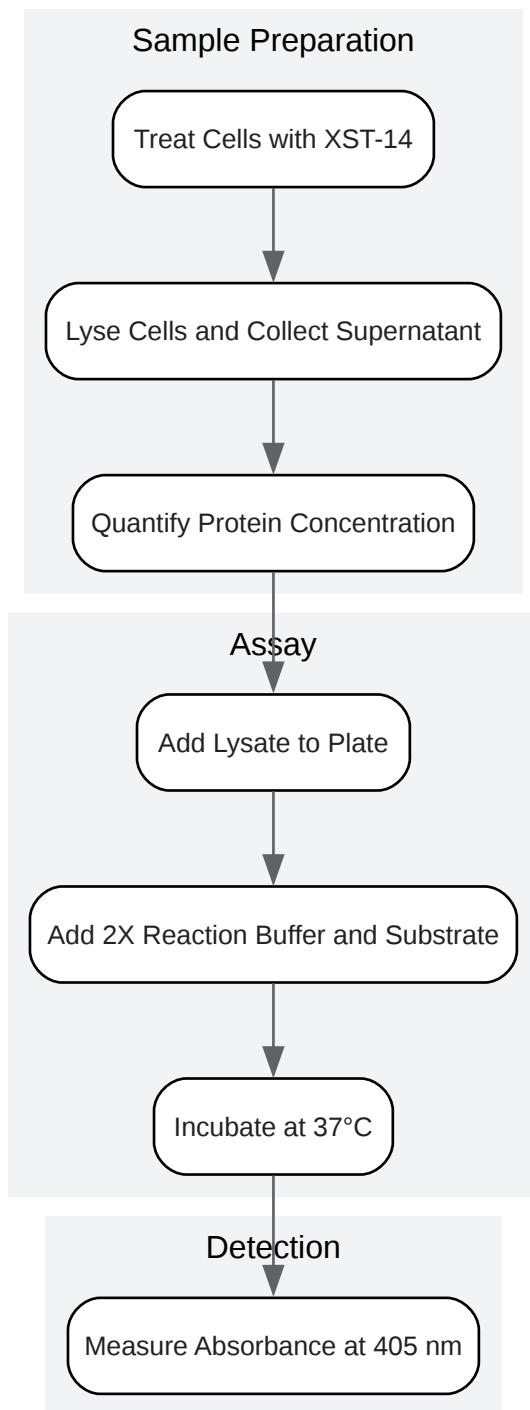 Sample Preparation
Treat Cells with XST-14
Lyse Cells and Collect Supernatant
Quantify Protein Concentration
Assay
Add Lysate to Plate
Add 2X Reaction Buffer and Substrate
Incubate at 37°C
Detection
Measure Absorbance at 405 nm